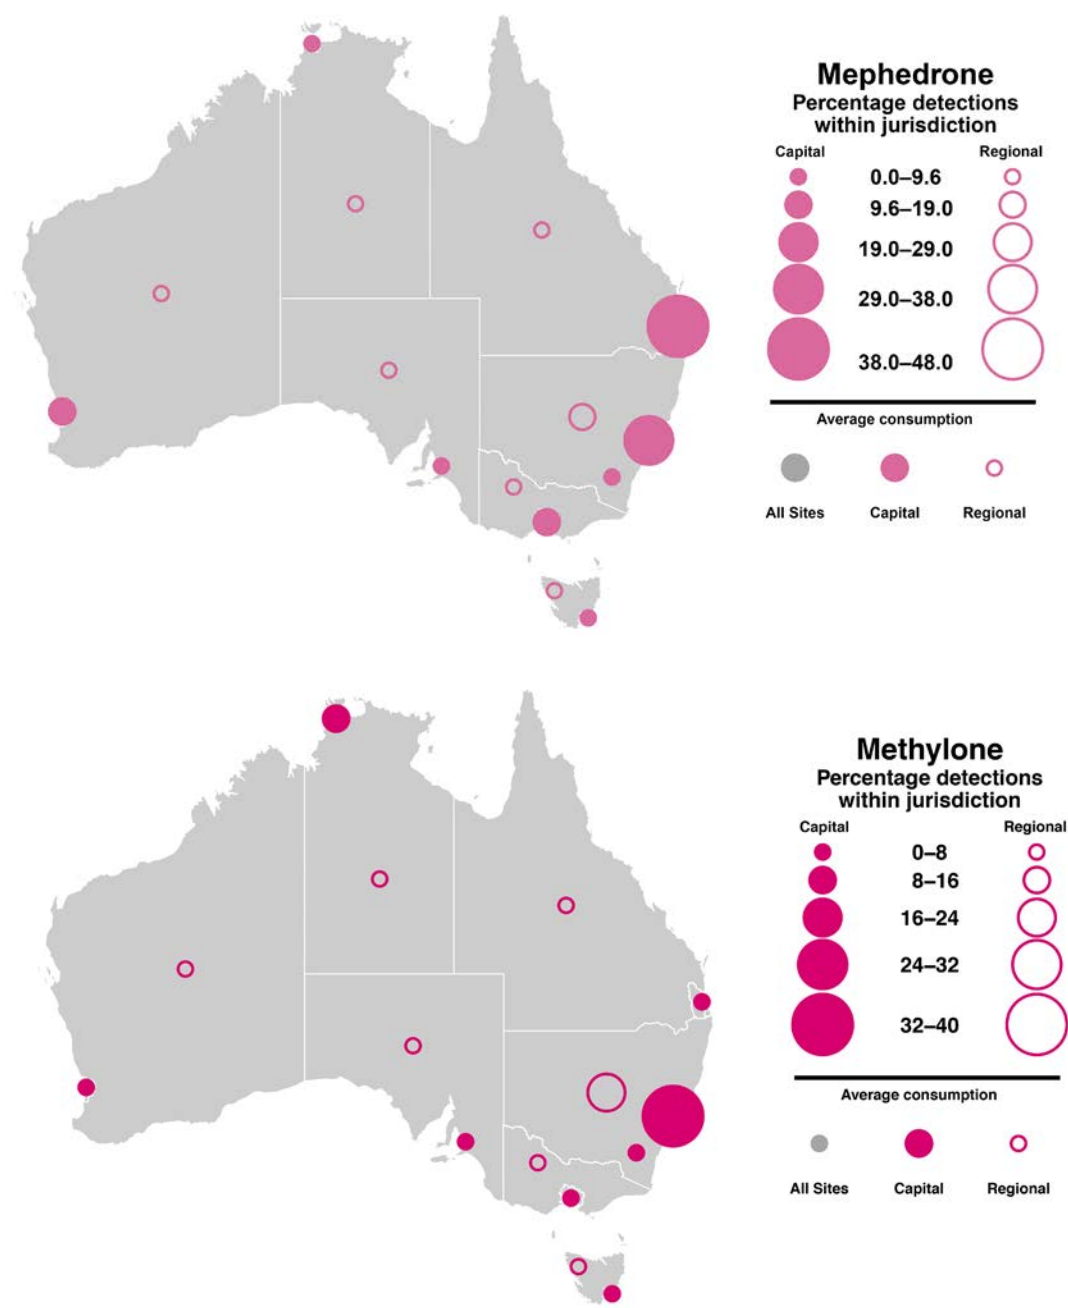 Mephedrone
Percentage detections
within jurisdiction
Capital
Regional
0.0–9.6
9.6–19.0
19.0–29.0
29.0–38.0
38.0–48.0
Average consumption
All Sites
Capital
Regional
Methylone
Percentage detections
within jurisdiction
Capital
Regional
0–8
8–16
16–24
24–32
32–40
Average consumption
All Sites
Capital
Regional